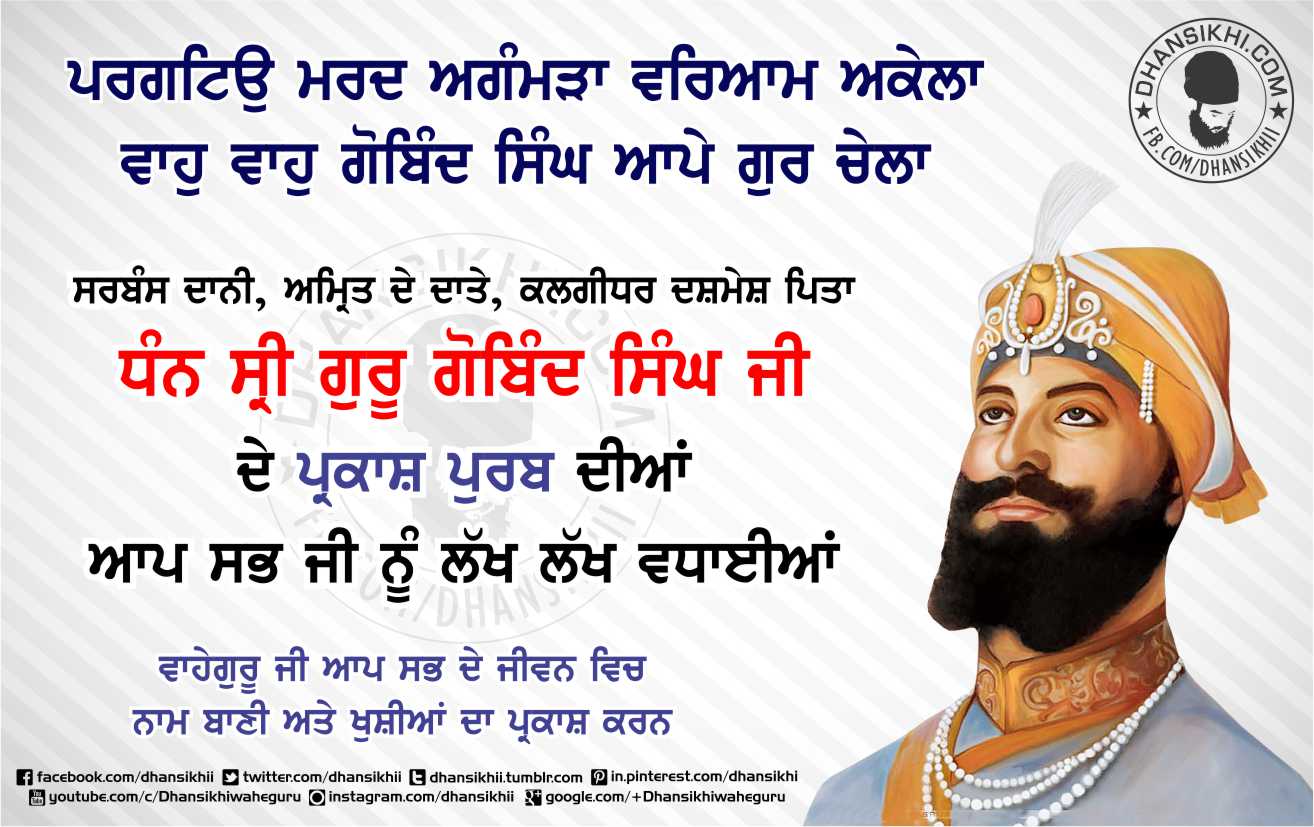 ਪਰਗਟਿਉ ਮਰਦ ਅਗੰਮੜਾ ਵਰਿਆਮ ਅਕੇਲਾ
ਵਾਹੁ ਵਾਹੁ ਗੋਬਿੰਦ ਸਿੰਘ ਆਪੇ ਗੁਰ ਚੇਲਾ
DHANSIKHI.COM
FB.COM/DHANSIKHII
ਸਰਬੰਸ ਦਾਨੀ, ਅਮ੍ਰਿਤ ਦੇ ਦਾਤੇ, ਕਲਗੀਧਰ ਦਸ਼ਮੇਸ਼ ਪਿਤਾ
ਧੰਨ ਸ੍ਰੀ ਗੁਰੂ ਗੋਬਿੰਦ ਸਿੰਘ ਜੀ
ਦੇ ਪ੍ਰਕਾਸ਼ ਪੁਰਬ ਦੀਆਂ
ਆਪ ਸਭ ਜੀ ਨੂੰ ਲੱਖ ਲੱਖ ਵਧਾਈਆਂ
ਵਾਹੇਗੁਰੂ ਜੀ ਆਪ ਸਭ ਦੇ ਜੀਵਨ ਵਿਚ
ਨਾਮ ਬਾਣੀ ਅਤੇ ਖੁਸ਼ੀਆਂ ਦਾ ਪ੍ਰਕਾਸ਼ ਕਰਨ
facebook.com/dhansikhii twitter.com/dhansikhii dhansikhii.tumblr.com in.pinterest.com/dhansikhi
youtube.com/c/Dhansikhiwaheguru instagram.com/dhansikhii google.com/+Dhansikhiwaheguru